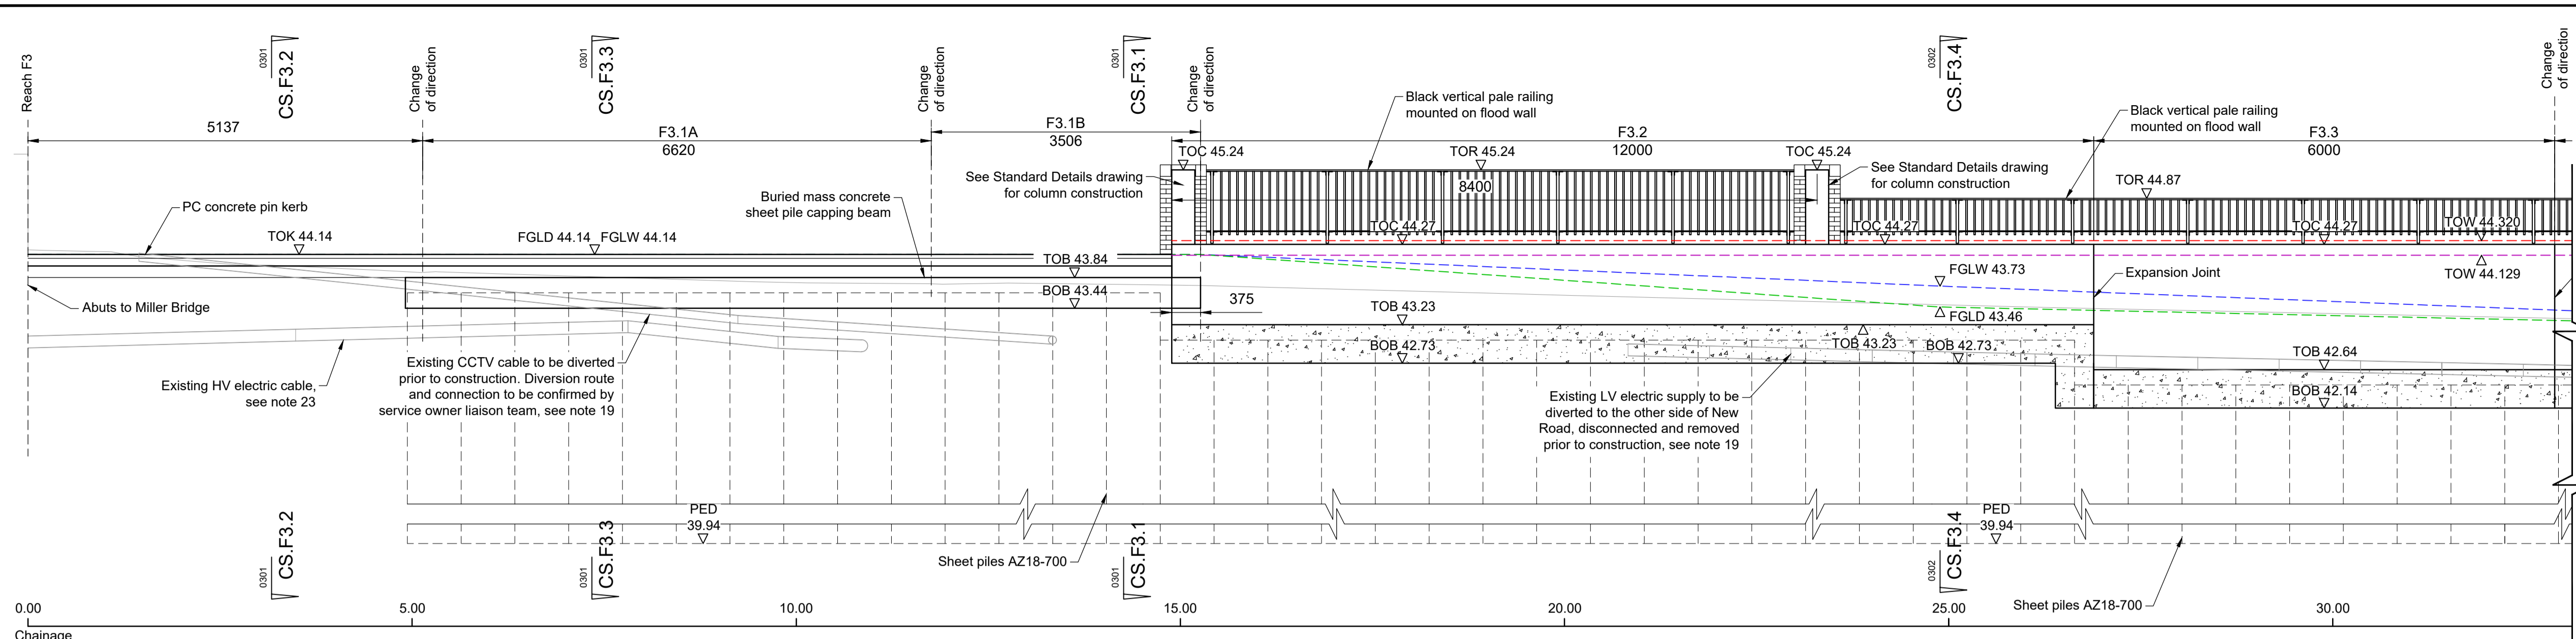 Reach F3
0301
CS.F3.2
Change
of direction
0301
CS.F3.3
Change
of direction
0301
CS.F3.1
Change
of direction
0302
CS.F3.4
Change
of direction
5137
F3.1A
6620
F3.1B
3506
F3.2
12000
F3.3
6000
Black vertical pale railing
mounted on flood wall
Black vertical pale railing
mounted on flood wall
TOC 45.24
TOR 45.24
TOC 45.24
See Standard Details drawing
for column construction
See Standard Details drawing
for column construction
8400
TOR 44.87
Buried mass concrete
sheet pile capping beam
PC concrete pin kerb
TOK 44.14
FGLD 44.14
FGLW 44.14
TOC 44.27
TOC 44.27
TOC 44.27
TOW 44.320
TOB 43.84
BOB 43.44
375
FGLW 43.73
Expansion Joint
TOW 44.129
Abuts to Miller Bridge
TOB 43.23
FGLD 43.46
BOB 42.73
TOB 43.23
BOB 42.73
TOB 42.64
BOB 42.14
Existing HV electric cable,
see note 23
Existing CCTV cable to be diverted
prior to construction. Diversion route
and connection to be confirmed by
service owner liaison team, see note 19
Existing LV electric supply to be
diverted to the other side of New
Road, disconnected and removed
prior to construction, see note 19
PED
39.94
PED
39.94
Sheet piles AZ18-700
Sheet piles AZ18-700
0301
CS.F3.2
0301
CS.F3.3
0301
CS.F3.1
0302
CS.F3.4
0.00
5.00
10.00
15.00
20.00
25.00
30.00
Chainage